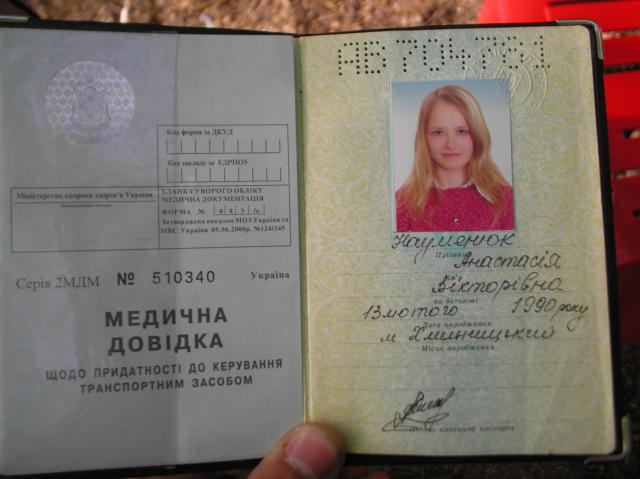 Код форми за ДКУД
Код закладу за ЄДРПОУ
Міністерство охорони здоров'я України
БЛАНК СУВОРОГО ОБЛІКУ
МЕДИЧНА ДОКУМЕНТАЦІЯ
ФОРМА № 0 8 3 /о
Затверджена наказом МОЗ України та
МВС України 05.06.2000р. №124/345
Серія 2МДМ № 510340 Україна
МЕДИЧНА
ДОВІДКА
ЩОДО ПРИДАТНОСТІ ДО КЕРУВАННЯ
ТРАНСПОРТНИМ ЗАСОБОМ
АВ 704761
Науменюк
Прізвище
Анастасія
Ім'я
Вікторівна
по батькові
13 лютого 1990 року
Дата народження
м Хмельницький
Місце народження
Підпис власника паспорта